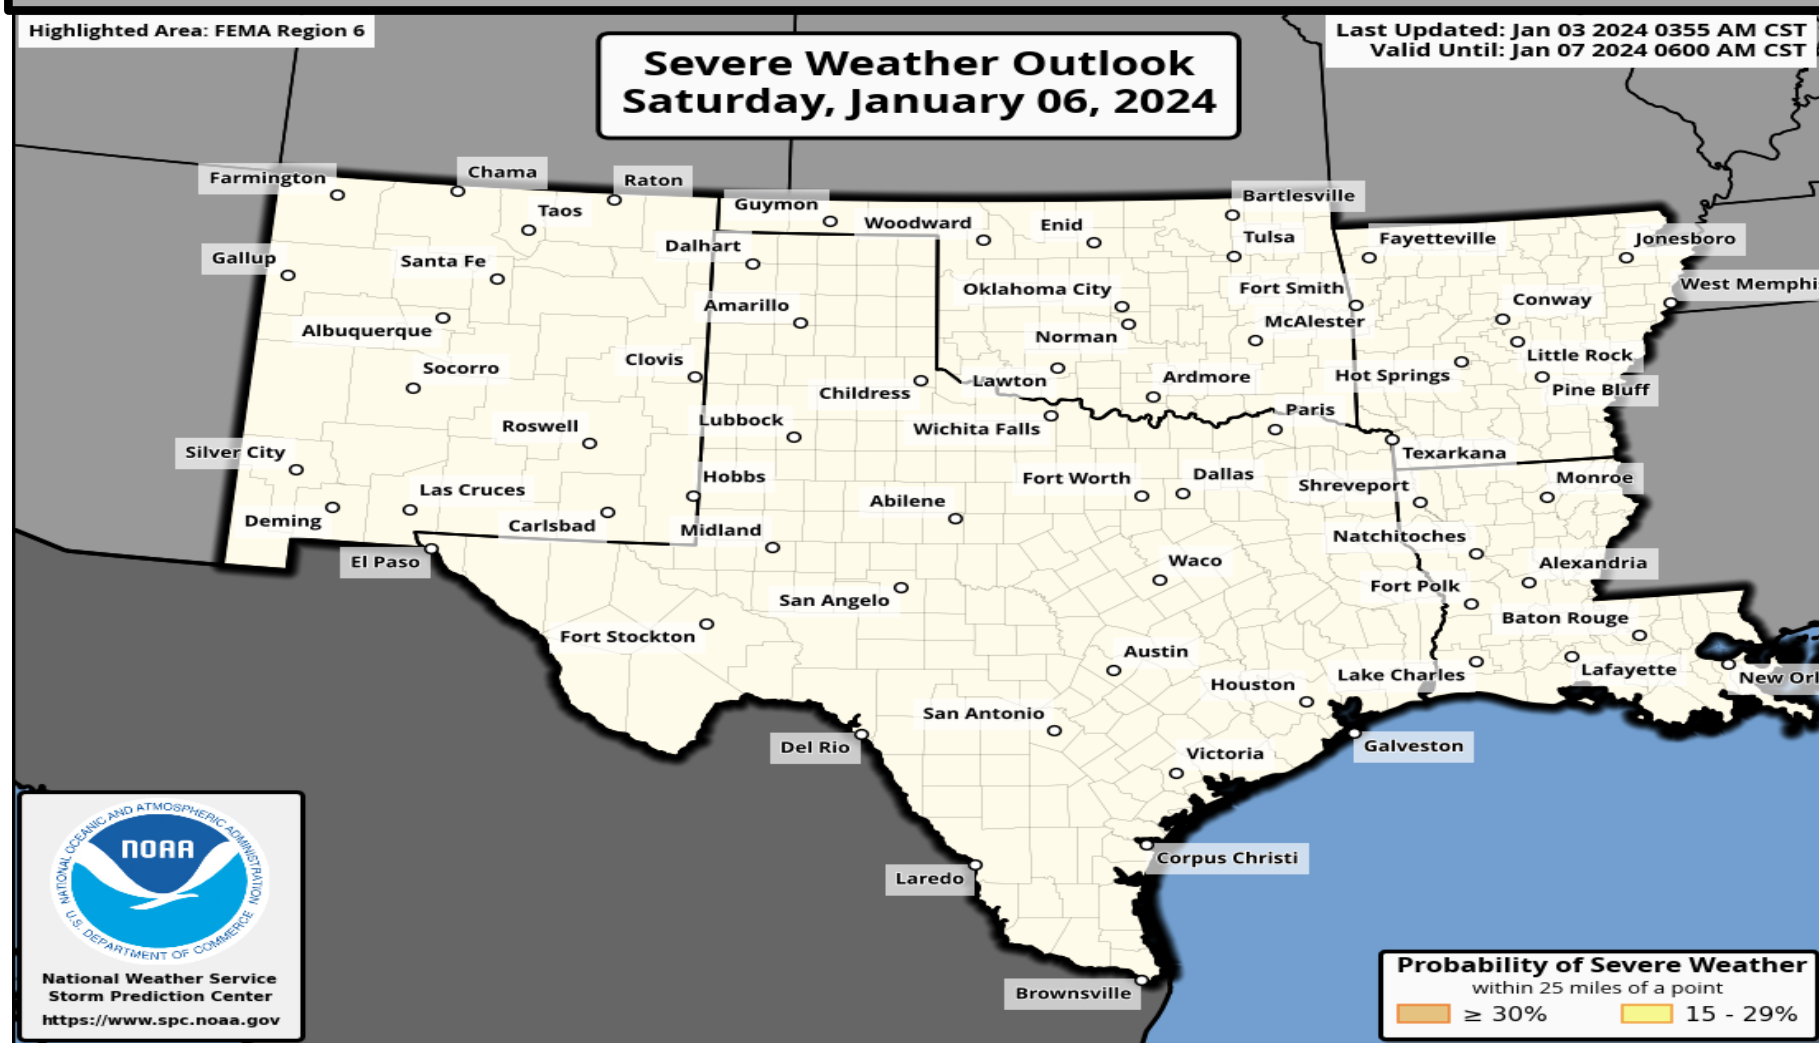 Highlighted Area: FEMA Region 6
Last Updated: Jan 03 2024 0355 AM CST
Valid Until: Jan 07 2024 0600 AM CST
Severe Weather Outlook
Saturday, January 06, 2024
Farmington
Chama
Raton
Taos
Guymon
Woodward
Enid
Bartlesville
Tulsa
Fayetteville
Jonesboro
Gallup
Santa Fe
Dalhart
Oklahoma City
Fort Smith
West Memphi
Amarillo
Conway
Albuquerque
Norman
McAlester
Socorro
Clovis
Childress
Lawton
Ardmore
Hot Springs
Little Rock
Pine Bluff
Roswell
Lubbock
Wichita Falls
Paris
Texarkana
Silver City
Hobbs
Fort Worth
Dallas
Shreveport
Monroe
Las Cruces
Abilene
Deming
Carlsbad
Midland
Natchitoches
El Paso
Waco
Alexandria
San Angelo
Fort Polk
Fort Stockton
Baton Rouge
Austin
Lake Charles
Lafayette
New Orl
Houston
San Antonio
Del Rio
Victoria
Galveston
Corpus Christi
Laredo
Brownsville
NATIONAL OCEANIC AND ATMOSPHERIC ADMINISTRATION
NOAA
U.S. DEPARTMENT OF COMMERCE
National Weather Service
Storm Prediction Center
https://www.spc.noaa.gov
Probability of Severe Weather
within 25 miles of a point
≥ 30%
15 - 29%